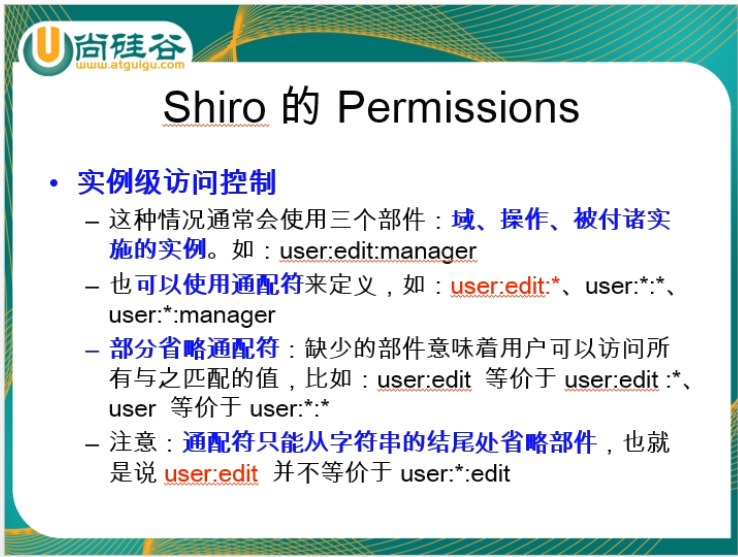 尚硅谷
www.atguigu.com
Shiro 的 Permissions
• 实例级访问控制
– 这种情况通常会使用三个部件：域、操作、被付诸实
施的实例。如：user:edit:manager
– 也可以使用通配符来定义，如：user:edit:*、user:*:*、
user:*:manager
– 部分省略通配符：缺少的部件意味着用户可以访问所
有与之匹配的值，比如：user:edit 等价于 user:edit :*、
user 等价于 user:*:*
– 注意：通配符只能从字符串的结尾处省略部件，也就
是说 user:edit 并不等价于 user:*:edit